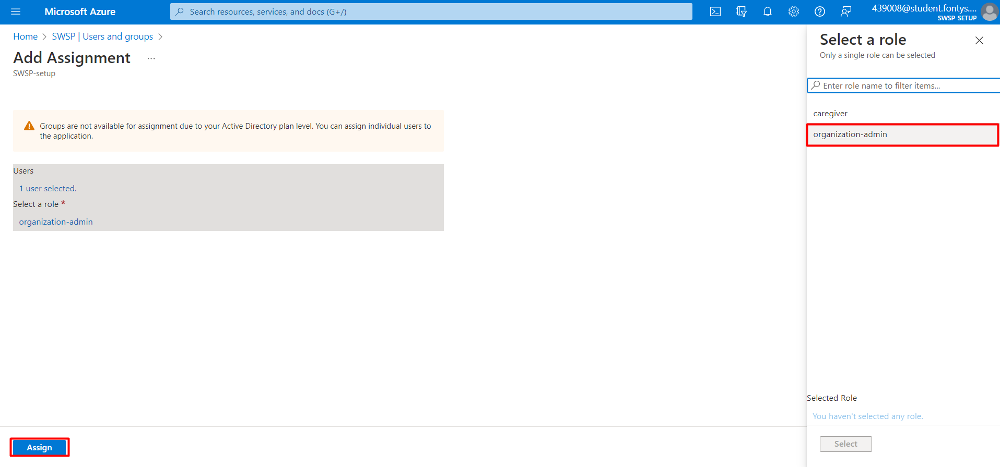 Microsoft Azure
Search resources, services, and docs (G+/)
439008@student.fontys....
SWSP-SETUP
Home > SWSP | Users and groups >
Add Assignment ...
SWSP-setup
Groups are not available for assignment due to your Active Directory plan level. You can assign individual users to
the application.
Users
1 user selected.
Select a role *
organization-admin
Assign
Select a role
Only a single role can be selected
Enter role name to filter items...
caregiver
organization-admin
Selected Role
You haven't selected any role.
Select